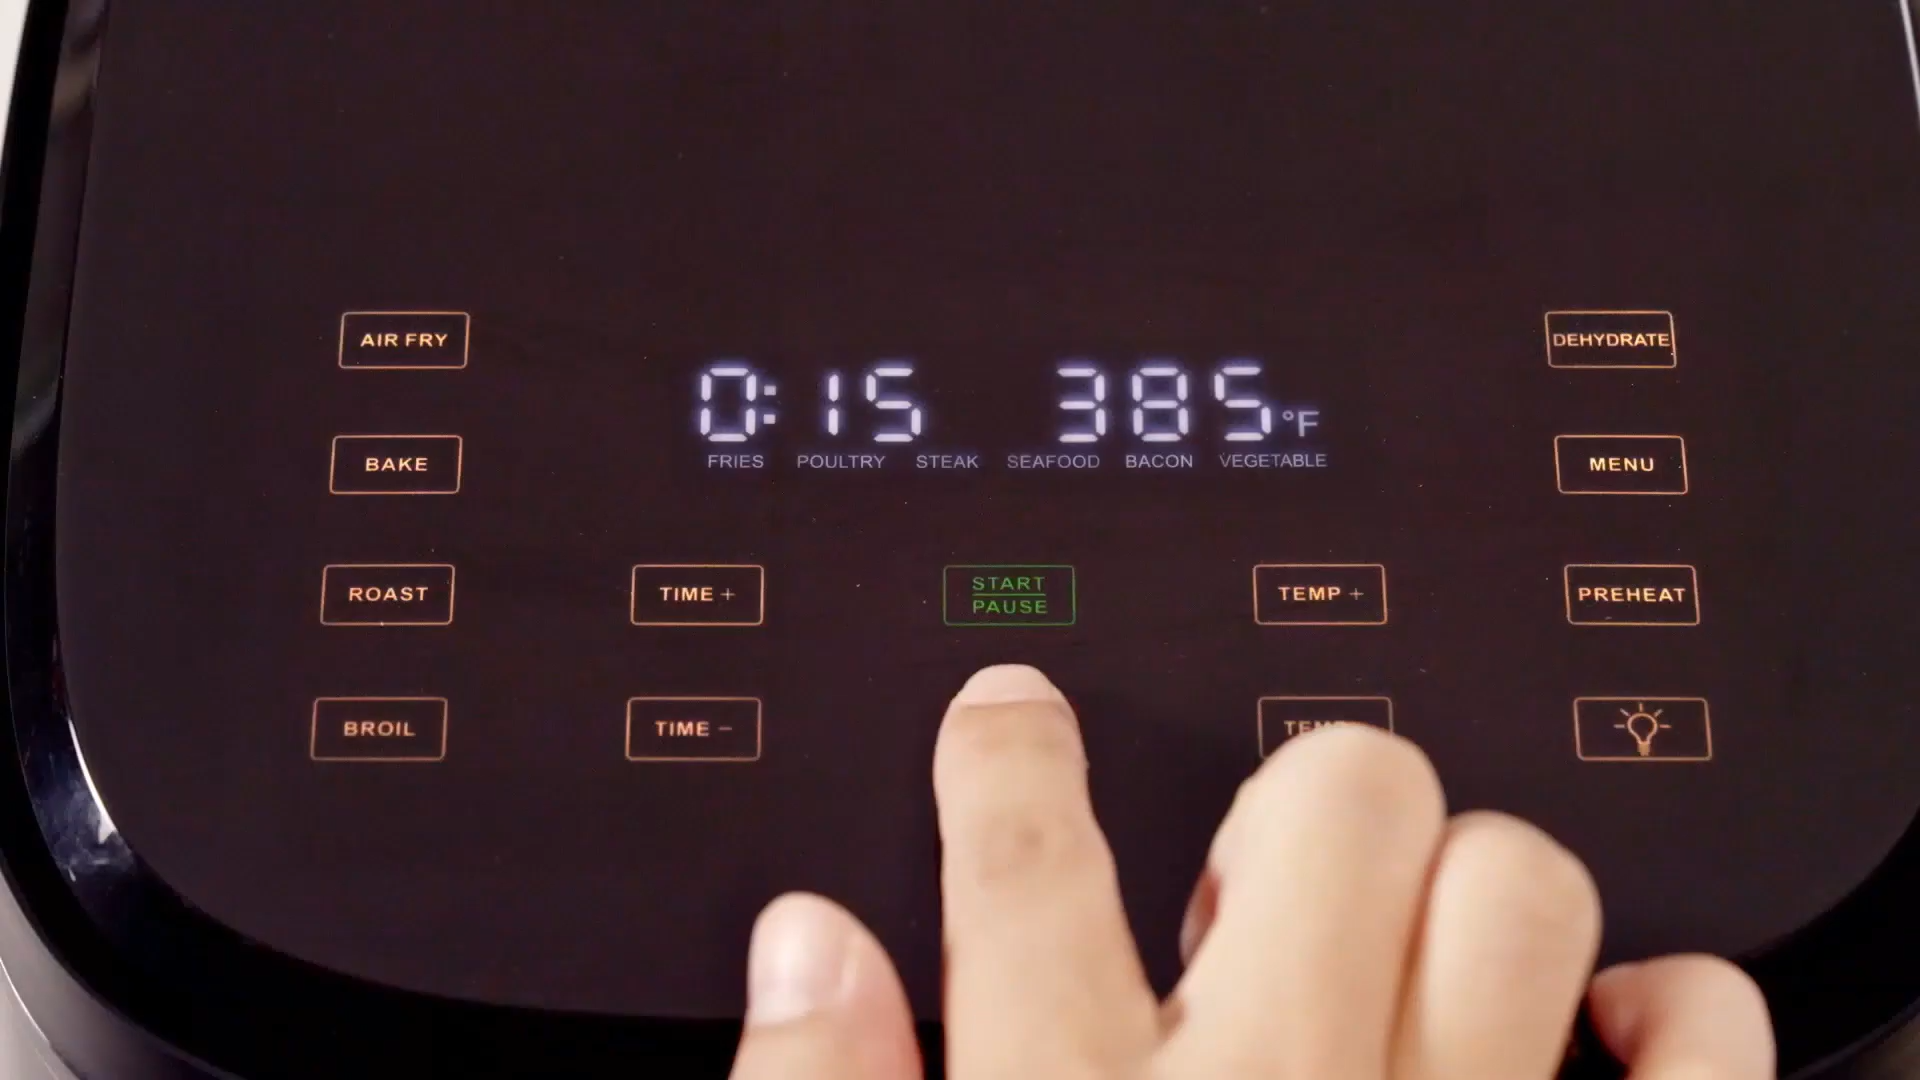 AIR FRY
DEHYDRATE
0:15 385°F
FRIES POULTRY STEAK SEAFOOD BACON VEGETABLE
BAKE
MENU
ROAST
TIME +
START
PAUSE
TEMP +
PREHEAT
BROIL
TIME -